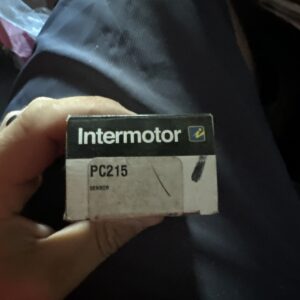 Intermotor i
PC215
SENSOR